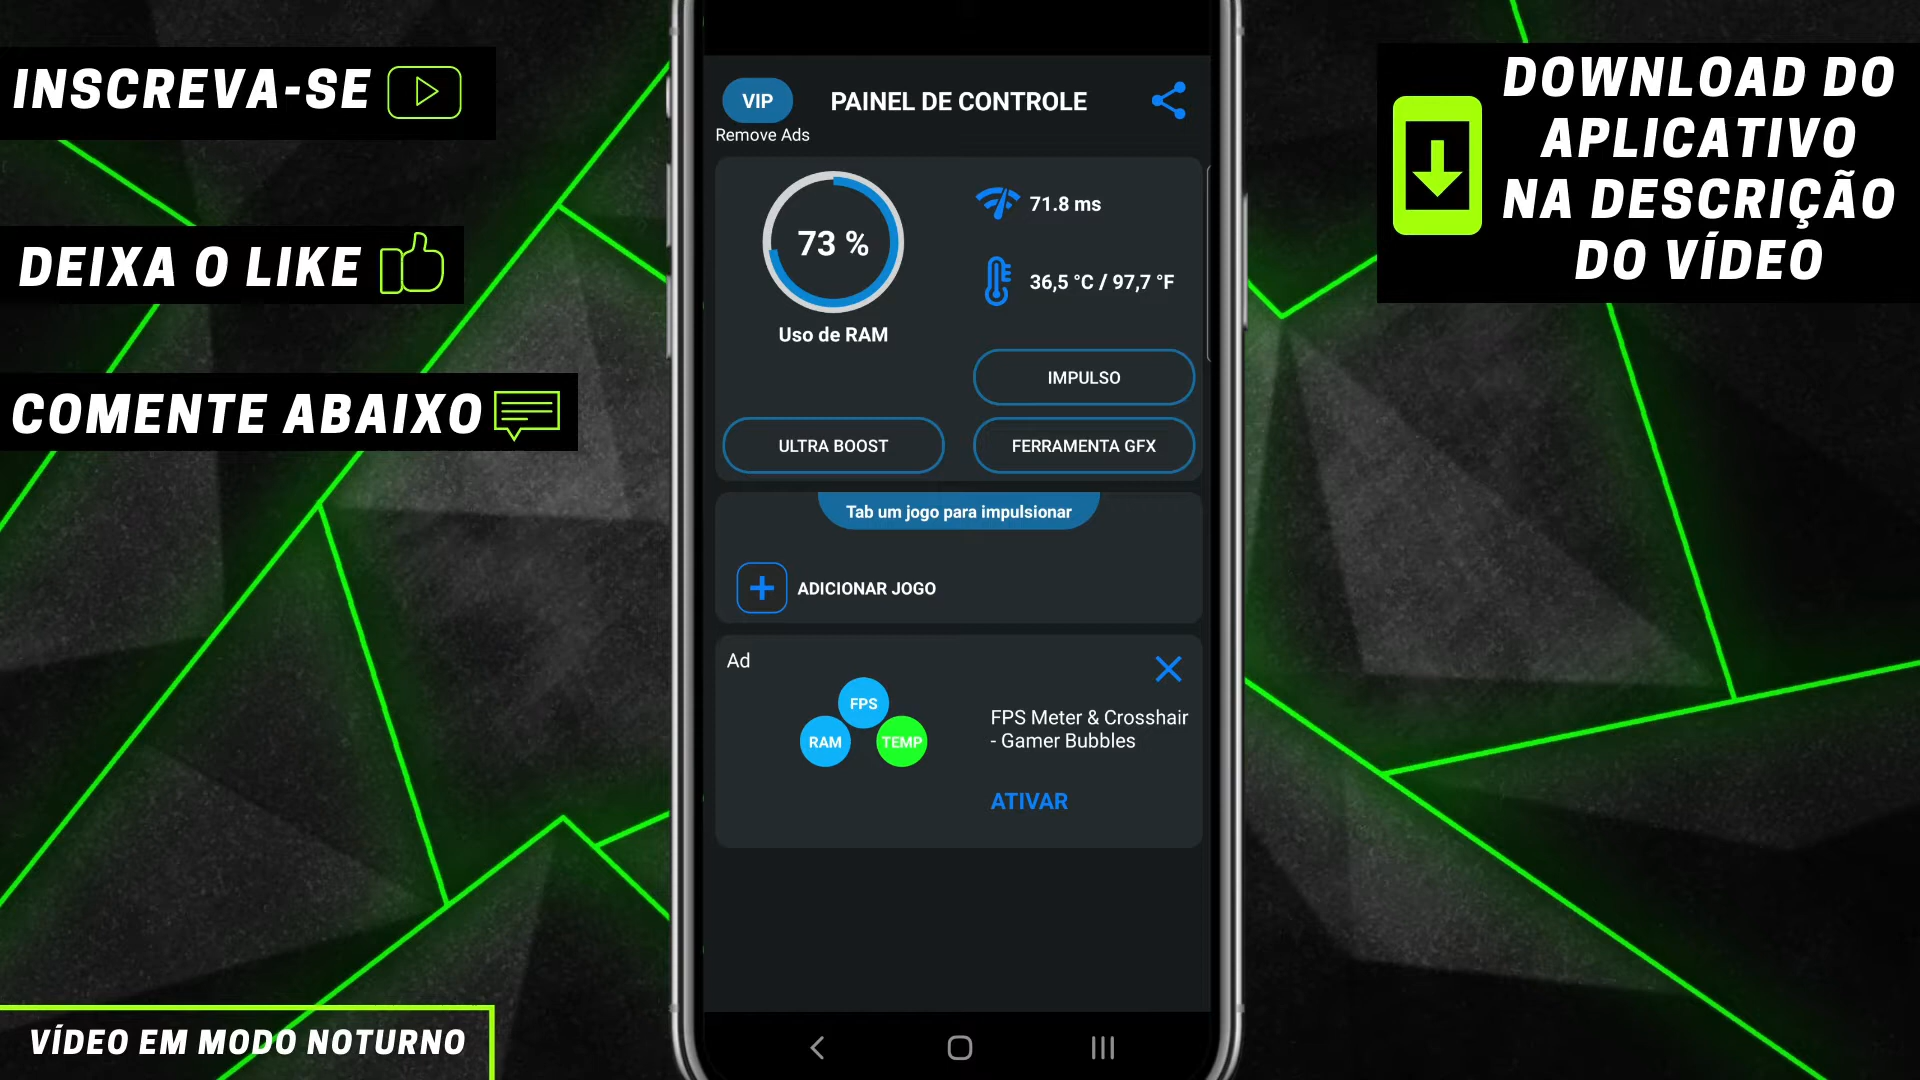 INSCREVA-SE
DEIXA O LIKE
COMENTE ABAIXO
VÍDEO EM MODO NOTURNO
VIP
Remove Ads
PAINEL DE CONTROLE
73 %
Uso de RAM
71.8 ms
36,5 °C / 97,7 °F
IMPULSO
ULTRA BOOST
FERRAMENTA GFX
Tab um jogo para impulsionar
ADICIONAR JOGO
Ad
FPS
RAM
TEMP
FPS Meter & Crosshair
- Gamer Bubbles
ATIVAR
DOWNLOAD DO
APLICATIVO
NA DESCRIÇÃO
DO VÍDEO